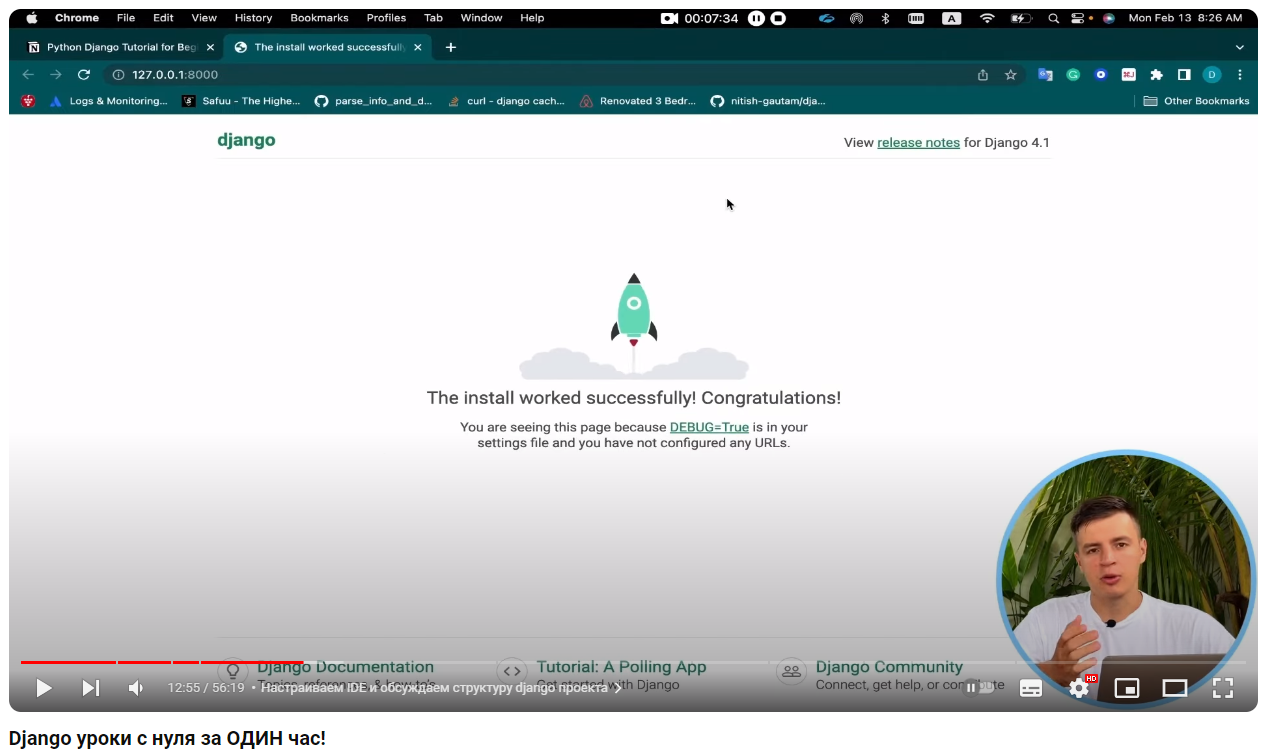 Chrome File Edit View History Bookmarks Profiles Tab Window Help 00:07:34 A Mon Feb 13 8:26 AM
Python Django Tutorial for Beg The install worked successfully
127.0.0.1:8000 D
Logs & Monitoring... Safuu - The Highe... parse_info_and_d... curl - django cach... Renovated 3 Bedr... nitish-gautam/dja... Other Bookmarks
django View release notes for Django 4.1
The install worked successfully! Congratulations!
You are seeing this page because DEBUG=True is in your
settings file and you have not configured any URLs.
Django Documentation Tutorial: A Polling App Django Community
Topics, references, & how-to's Get started with Django Connect, get help, or contribute
12:55 / 56:19 • Настраиваем IDE и обсуждаем структуру django проекта HD
Django уроки с нуля за ОДИН час!